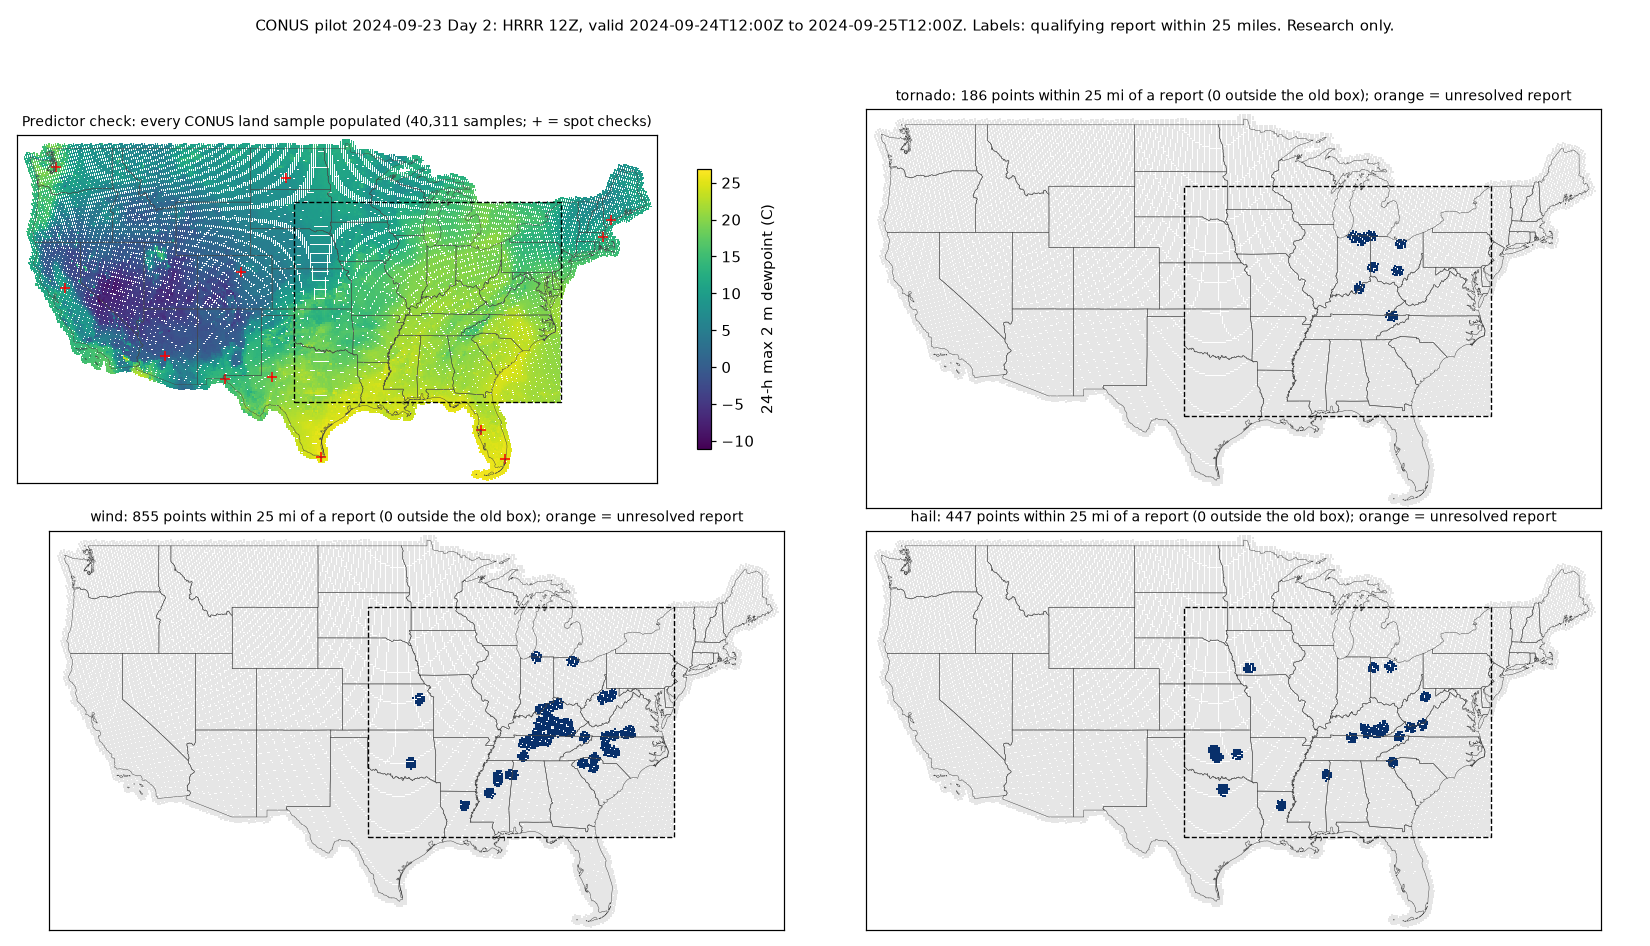 CONUS pilot 2024-09-23 Day 2: HRRR 12Z, valid 2024-09-24T12:00Z to 2024-09-25T12:00Z. Labels: qualifying report within 25 miles. Research only.
Predictor check: every CONUS land sample populated (40,311 samples; + = spot checks)
25
20
15
10
5
0
−5
−10
24-h max 2 m dewpoint (C)
tornado: 186 points within 25 mi of a report (0 outside the old box); orange = unresolved report
wind: 855 points within 25 mi of a report (0 outside the old box); orange = unresolved report
hail: 447 points within 25 mi of a report (0 outside the old box); orange = unresolved report